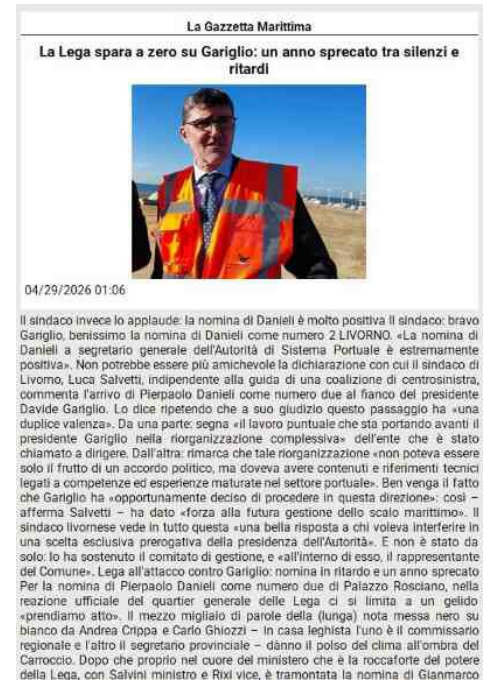 La Gazzetta Marittima
La Lega spara a zero su Gariglio: un anno sprecato tra silenzi e
ritardi
04/29/2026 01:06
Il sindaco invece lo applaude: la nomina di Danieli è molto positiva Il sindaco: bravo
Gariglio, benissimo la nomina di Danieli come numero 2 LIVORNO. «La nomina di
Danieli a segretario generale dell'Autorità di Sistema Portuale è estremamente
positiva». Non potrebbe essere più amichevole la dichiarazione con cui il sindaco di
Livorno, Luca Salvetti, indipendente alla guida di una coalizione di centrosinistra,
commenta l'arrivo di Pierpaolo Danieli come numero due al fianco del presidente
Davide Gariglio. Lo dice ripetendo che a suo giudizio questo passaggio ha «una
duplice valenza». Da una parte: segna «il lavoro puntuale che sta portando avanti il
presidente Gariglio nella riorganizzazione complessiva» dell'ente che è stato
chiamato a dirigere. Dall'altra: rimarca che tale riorganizzazione «non poteva essere
solo il frutto di un accordo politico, ma doveva avere contenuti e riferimenti tecnici
legati a competenze ed esperienze maturate nel settore portuale». Ben venga il fatto
che Gariglio ha «opportunamente deciso di procedere in questa direzione»: così –
afferma Salvetti – ha dato «forza alla futura gestione dello scalo marittimo». Il
sindaco livornese vede in tutto questa «una bella risposta a chi voleva interferire in
una scelta esclusiva prerogativa della presidenza dell'Autorità». E non è stato da
solo: lo ha sostenuto il comitato di gestione, e «all'interno di esso, il rappresentante
del Comune». Lega all'attacco contro Gariglio: nomina in ritardo e un anno sprecato
Per la nomina di Pierpaolo Danieli come numero due di Palazzo Rosciano, nella
reazione ufficiale del quartier generale delle Lega ci si limita a un gelido
«prendiamo atto». Il mezzo migliaio di parole della (lunga) nota messa nero su
bianco da Andrea Crippa e Carlo Ghiozzi – in casa leghista l'uno è il commissario
regionale e l'altro il segretario provinciale – dànno il polso del clima all'ombra del
Carroccio. Dopo che proprio nel cuore del ministero che è la roccaforte del potere
della Lega, con Salvini ministro e Rixi vice, è tramontata la nomina di Gianmarco